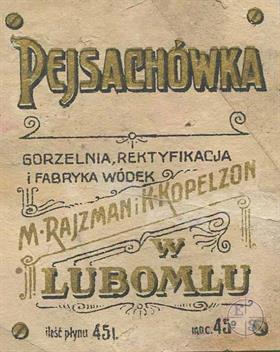 PEJSACHÓWKA
GORZELNIA, REKTYFIKACJA
i FABRYKA WÓDEK
M. RAJZMAN i K. KOPELZON
W
LUBOMLU
ilość płynu 45 l.
moc. 45°